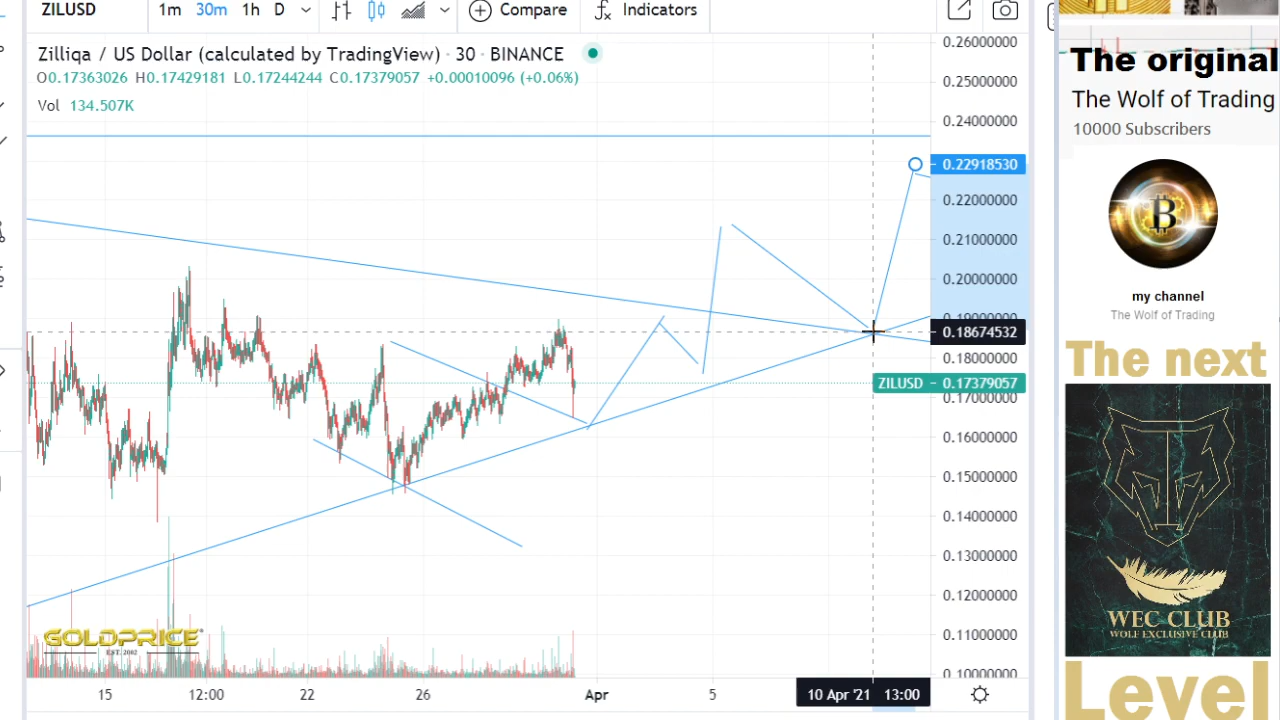 ZILUSD 1m 30m 1h D Compare Indicators
Zilliqa / US Dollar (calculated by TradingView) · 30 · BINANCE
O0.17363026 H0.17429181 L0.17244244 C0.17379057 +0.00010096 (+0.06%)
Vol 134.507K
0.26000000
0.25000000
0.24000000
0.22918530
0.22000000
0.21000000
0.20000000
0.19000000
0.18674532
0.18000000
ZILUSD 0.17379057
0.17000000
0.16000000
0.15000000
0.14000000
0.13000000
0.12000000
0.11000000
0.10000000
GOLDPRICE®
EST. 2002
15 12:00 22 26 Apr 5 10 Apr '21 13:00
The original
The Wolf of Trading
10000 Subscribers
B
my channel
The Wolf of Trading
The next
WEC CLUB
WOLF EXCLUSIVE CLUB
Level